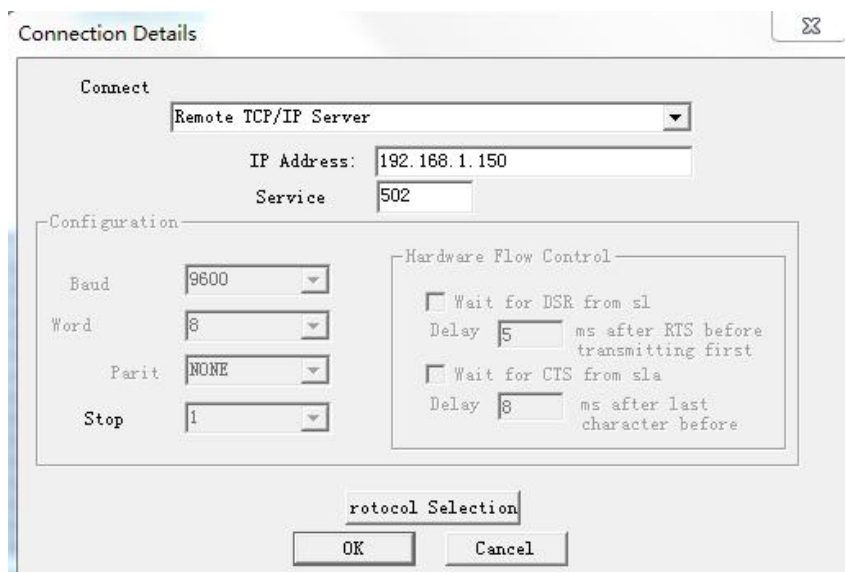 Connection Details
Connect
Remote TCP/IP Server
IP Address: 192.168.1.150
Service 502
Configuration
Baud 9600
Word 8
Parit NONE
Stop 1
Hardware Flow Control
Wait for DSR from sl
Delay 5 ms after RTS before
transmitting first
Wait for CTS from sla
Delay 8 ms after last
character before
rotocol Selection
OK Cancel